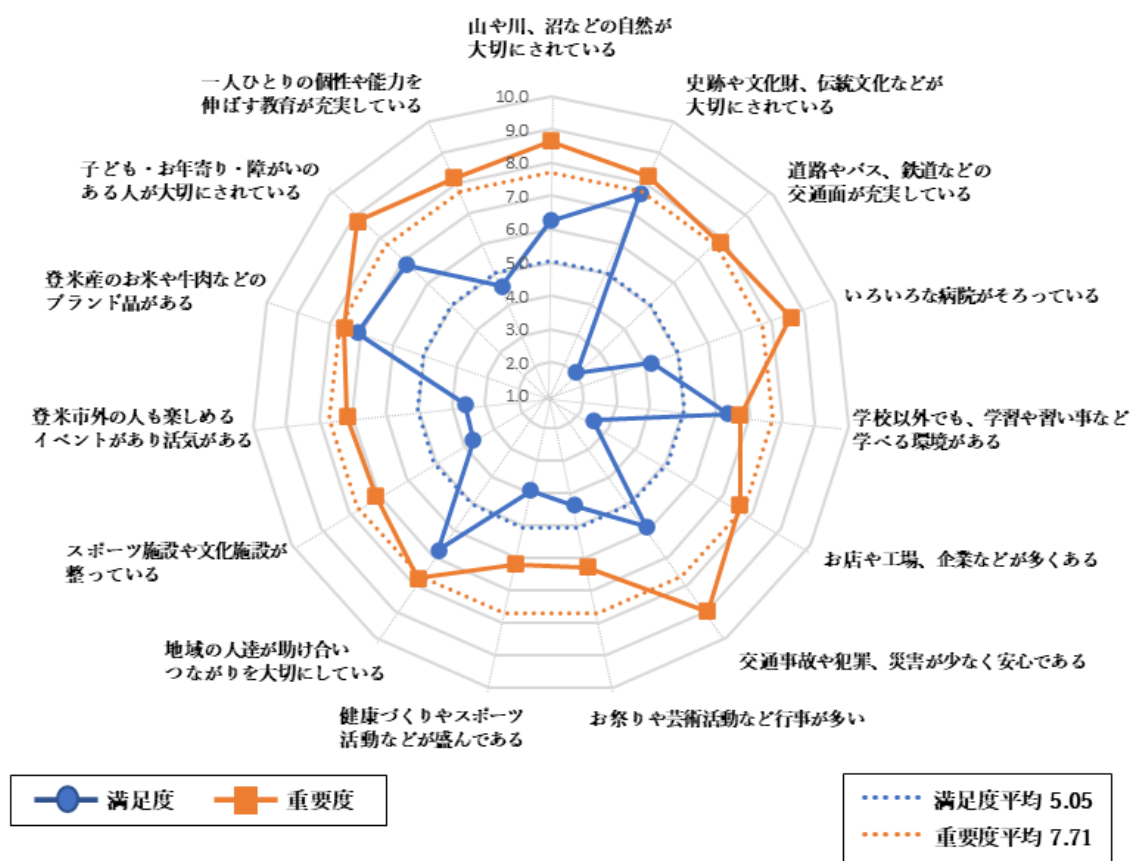 山や川、沼などの自然が
大切にされている
史跡や文化財、伝統文化などが
大切にされている
道路やバス、鉄道などの
交通面が充実している
いろいろな病院がそろっている
学校以外でも、学習や習い事など
学べる環境がある
お店や工場、企業などが多くある
交通事故や犯罪、災害が少なく安心である
お祭りや芸術活動など行事が多い
健康づくりやスポーツ
活動などが盛んである
地域の人達が助け合い
つながりを大切にしている
スポーツ施設や文化施設が
整っている
登米市外の人も楽しめる
イベントがあり活気がある
登米産のお米や牛肉などの
ブランド品がある
子ども・お年寄り・障がいの
ある人が大切にされている
一人ひとりの個性や能力を
伸ばす教育が充実している
10.0
9.0
8.0
7.0
6.0
5.0
4.0
3.0
2.0
1.0
満足度 重要度
満足度平均 5.05
重要度平均 7.71